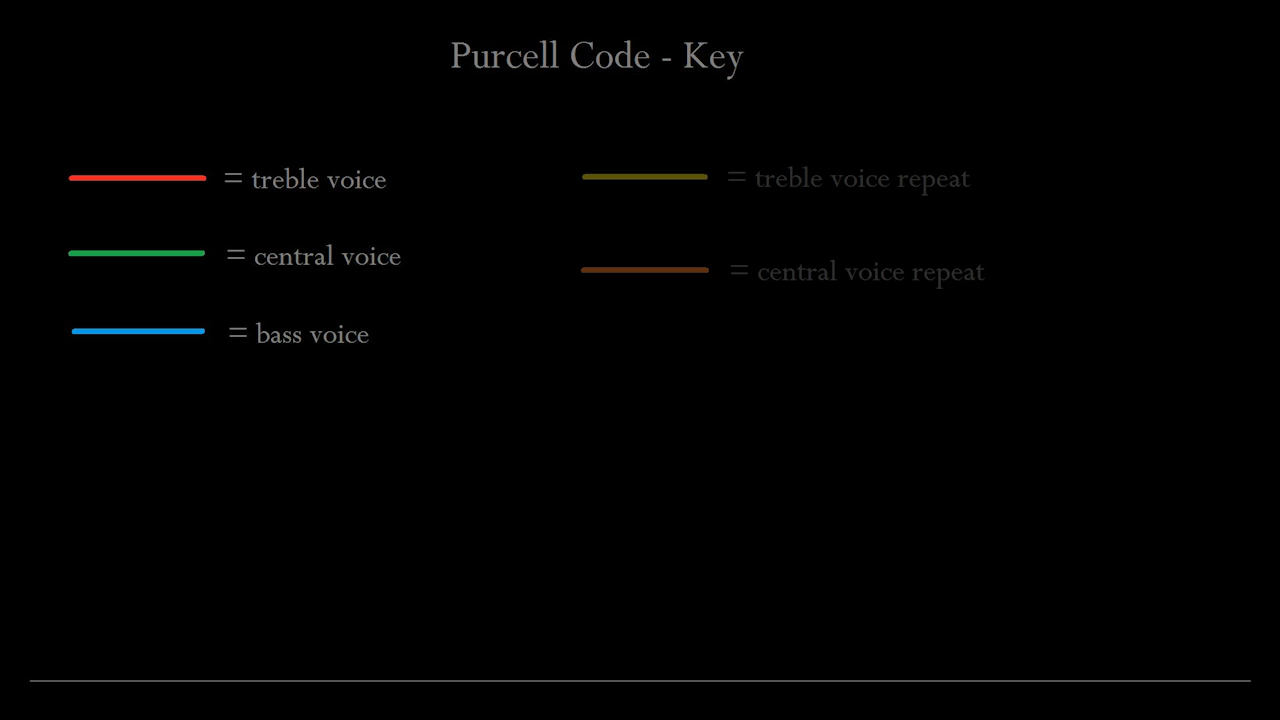 Purcell Code - Key
= treble voice
= central voice
= bass voice
= treble voice repeat
= central voice repeat